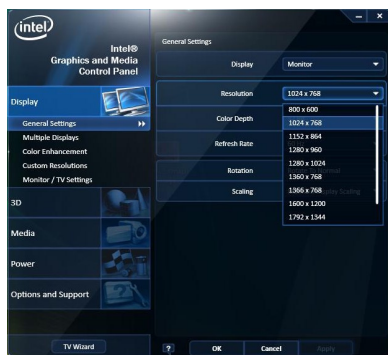 intel
Intel®
Graphics and Media
Control Panel
Display
General Settings
Multiple Displays
Color Enhancement
Custom Resolutions
Monitor / TV Settings
3D
Media
Power
Options and Support
TV Wizard
General Settings
Display Monitor
Resolution 1024 x 768
Color Depth
Refresh Rate
Rotation
Scaling
800 x 600
1024 x 768
1152 x 864
1280 x 960
1280 x 1024
1360 x 768
1366 x 768
1600 x 1200
1792 x 1344
? OK Cancel Apply